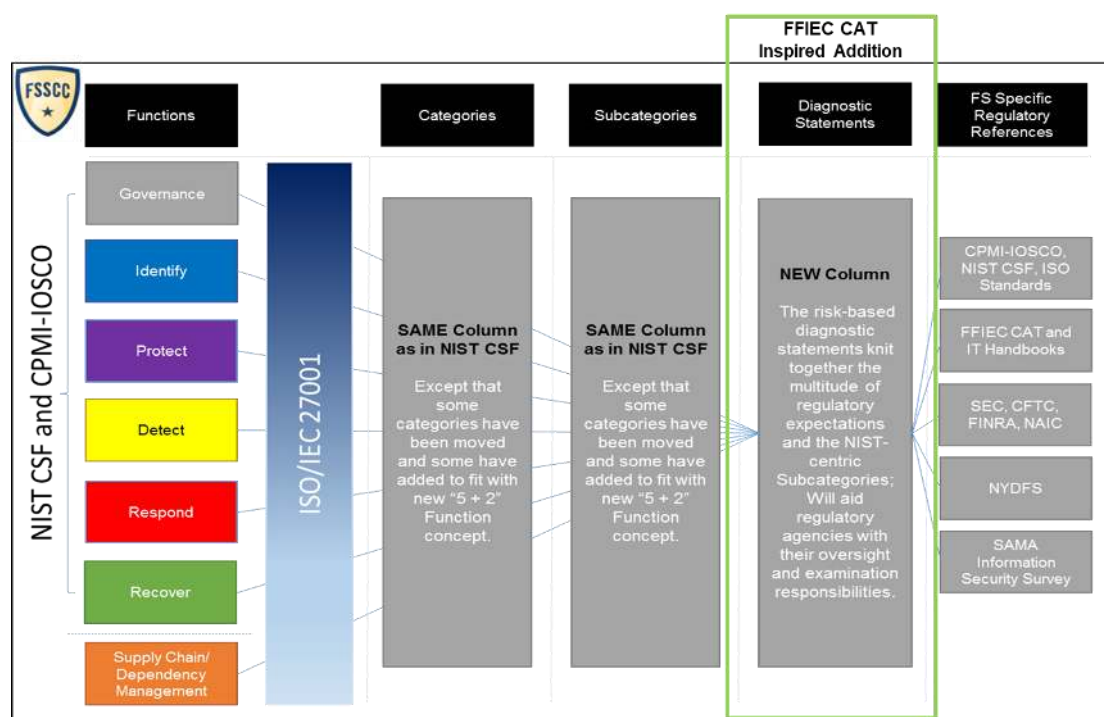 FFIEC CAT
Inspired Addition
FSSCC
Functions
Categories
Subcategories
Diagnostic
Statements
FS Specific
Regulatory
References
NIST CSF and CPMI-IOSCO
Governance
Identify
Protect
Detect
Respond
Recover
Supply Chain/
Dependency
Management
ISO/IEC 27001
SAME Column
as in NIST CSF
Except that
some
categories have
been moved
and some have
added to fit with
new “5 + 2”
Function
concept.
SAME Column
as in NIST CSF
Except that
some
categories have
been moved
and some have
added to fit with
new “5 + 2”
Function
concept.
NEW Column
The risk-based
diagnostic
statements knit
together the
multitude of
regulatory
expectations
and the NIST-
centric
Subcategories;
Will aid
regulatory
agencies with
their oversight
and examination
responsibilities.
CPMI-IOSCO,
NIST CSF, ISO
Standards
FFIEC CAT and
IT Handbooks
SEC, CFTC,
FINRA, NAIC
NYDFS
SAMA
Information
Security Survey